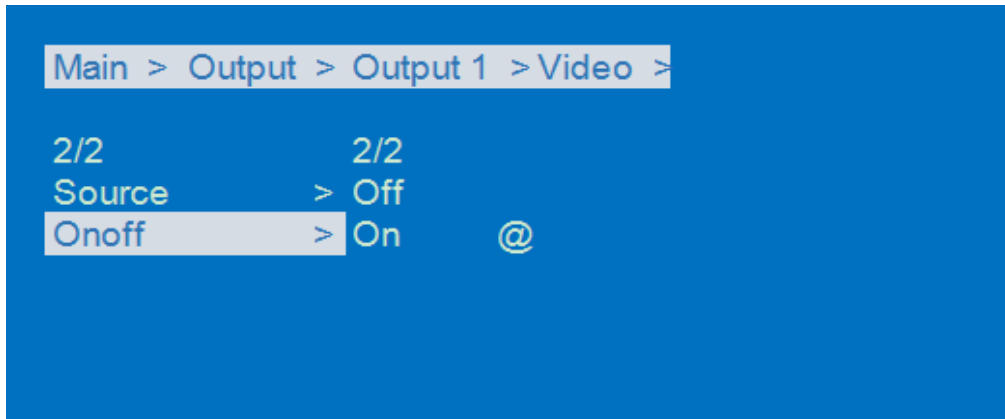 Main > Output > Output 1 > Video >
2/2 2/2
Source > Off
Onoff > On @